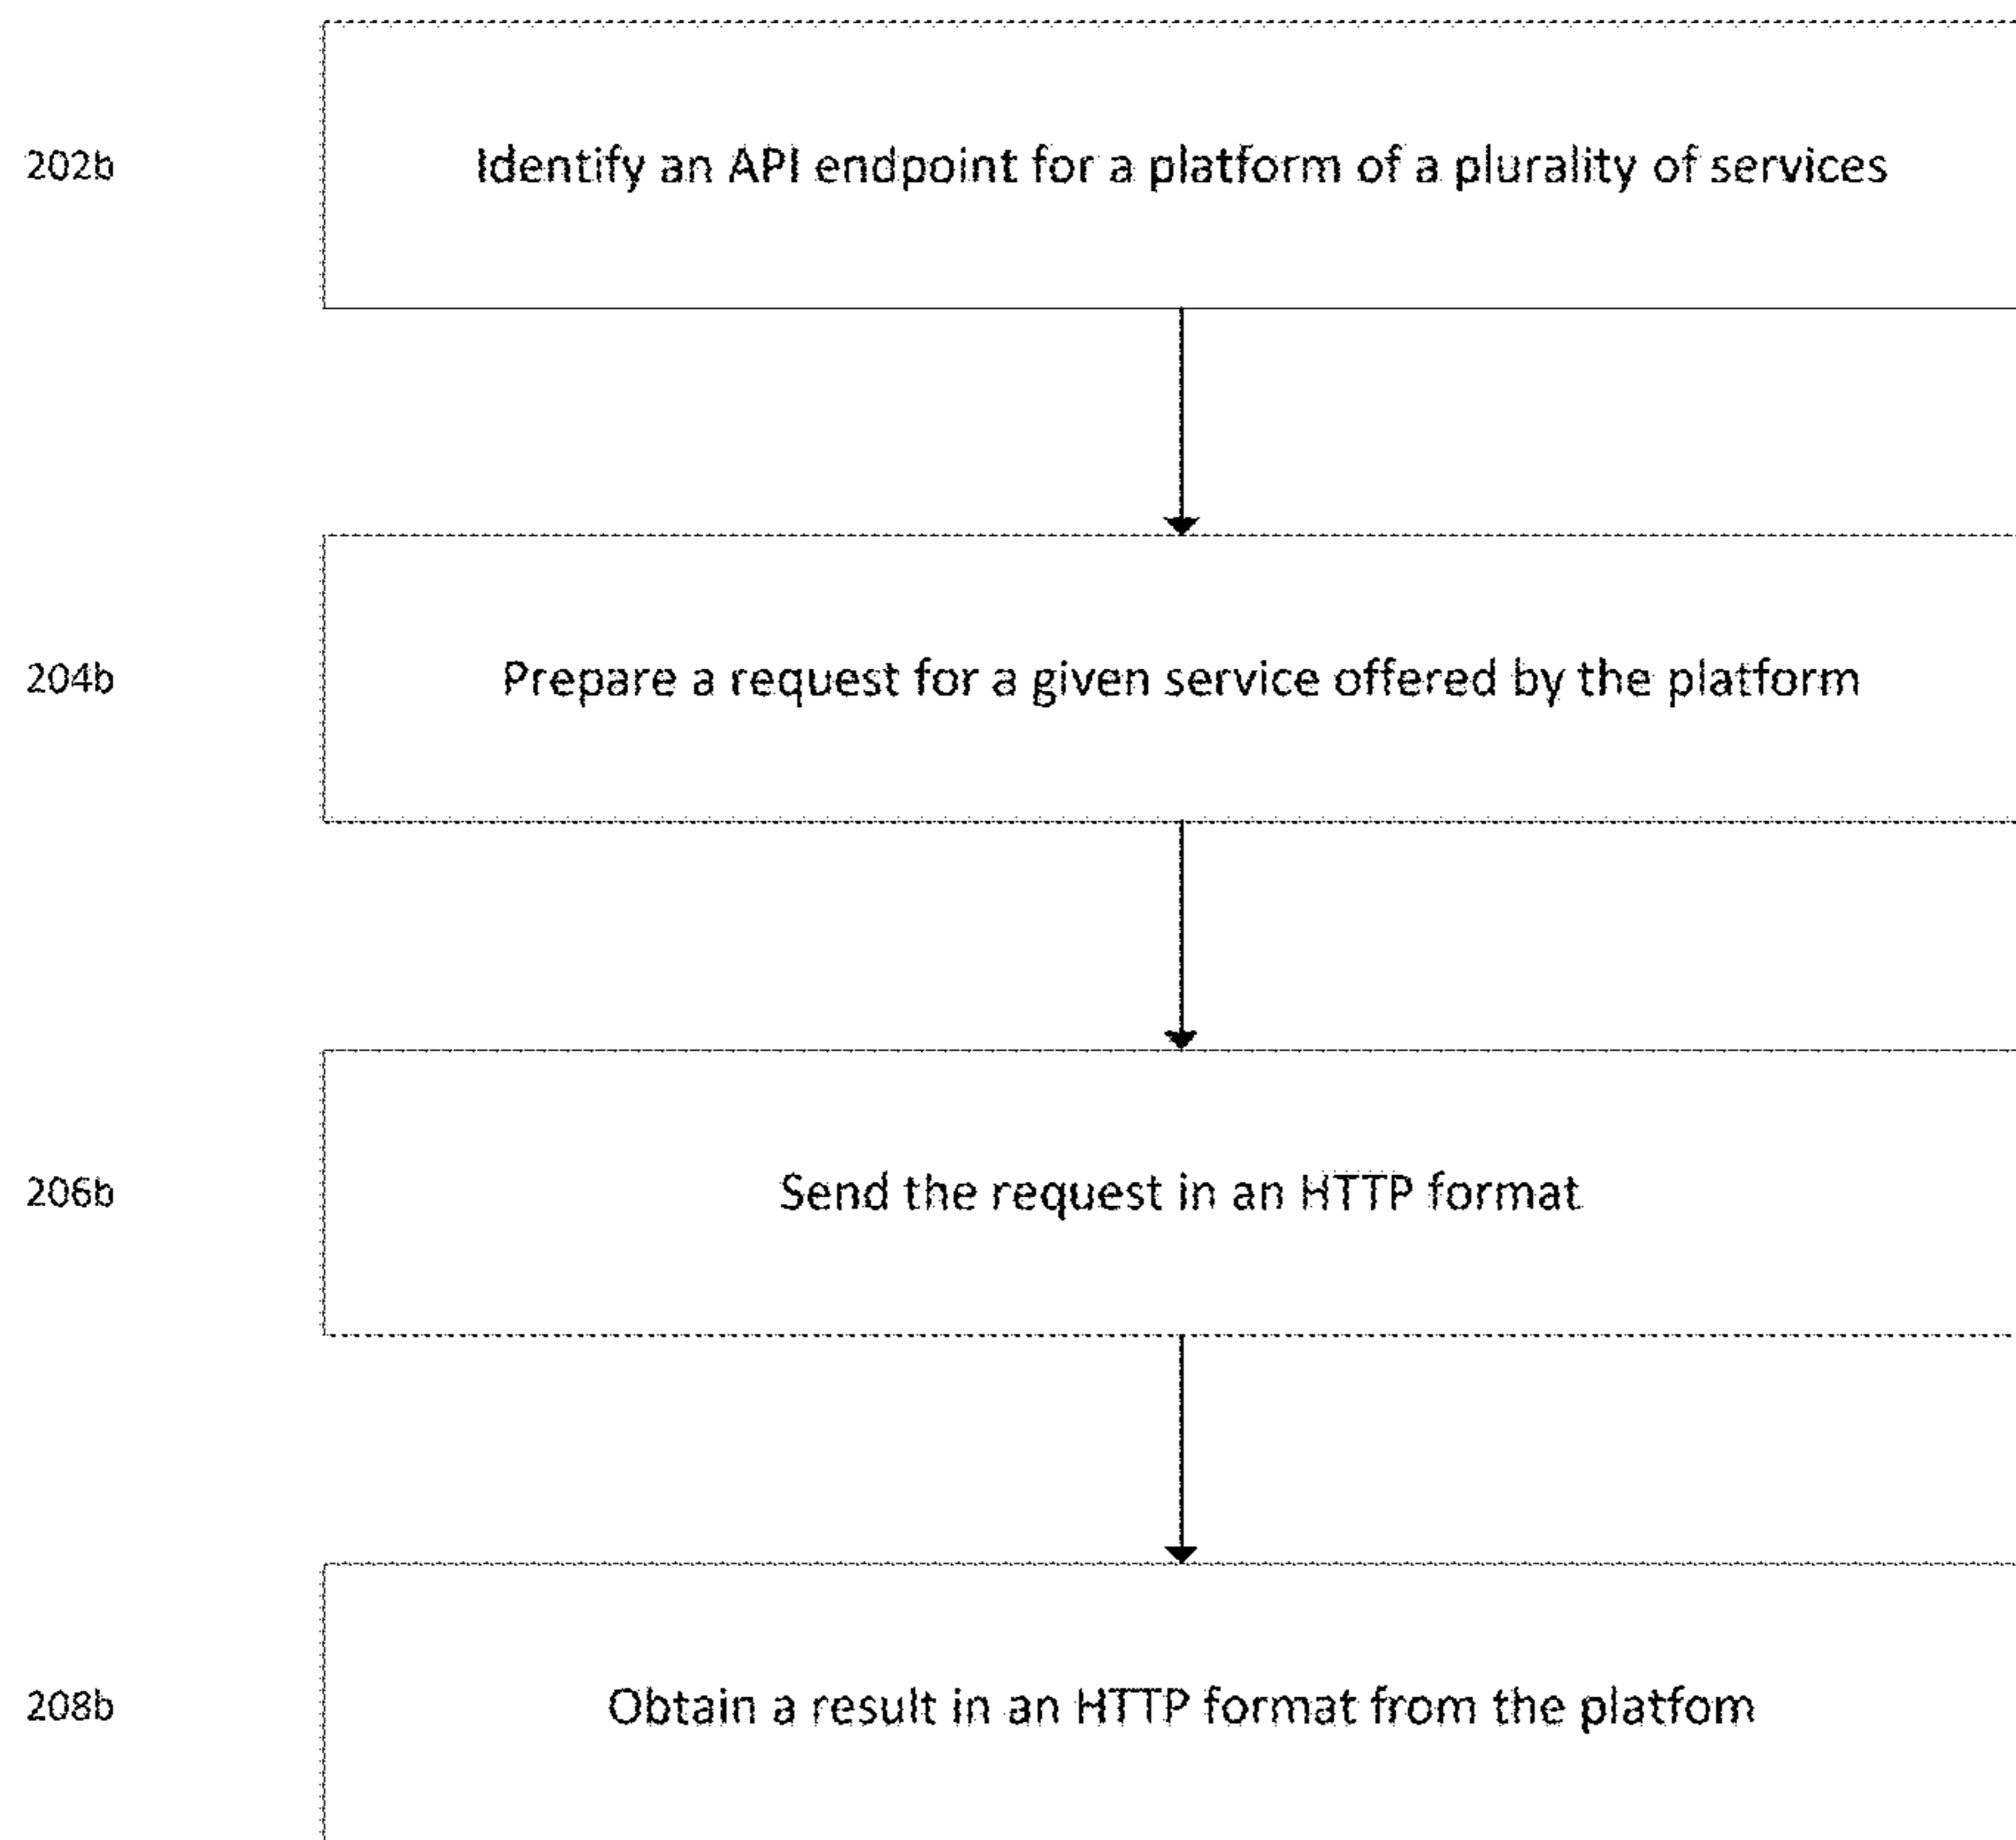 202b
Identify an API endpoint for a platform of a plurality of services
204b
Prepare a request for a given service offered by the platform
206b
Send the request in an HTTP format
208b
Obtain a result in an HTTP format from the platfom